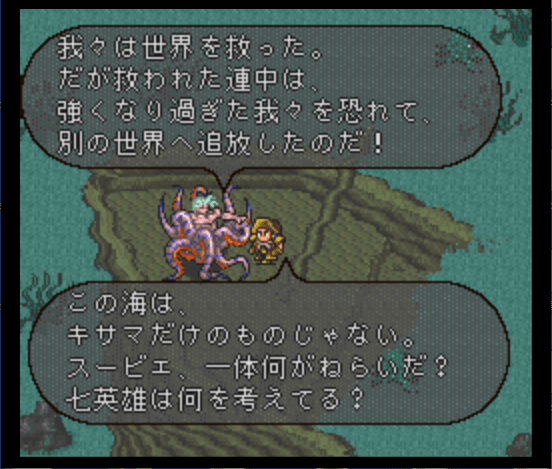 我々は世界を救った。
だが救われた連中は、
強くなり過ぎた我々を恐れて、
別の世界へ追放したのだ！
この海は、
キサマだけのものじゃない。
スービエ、一体何がねらいだ？
七英雄は何を考えてる？